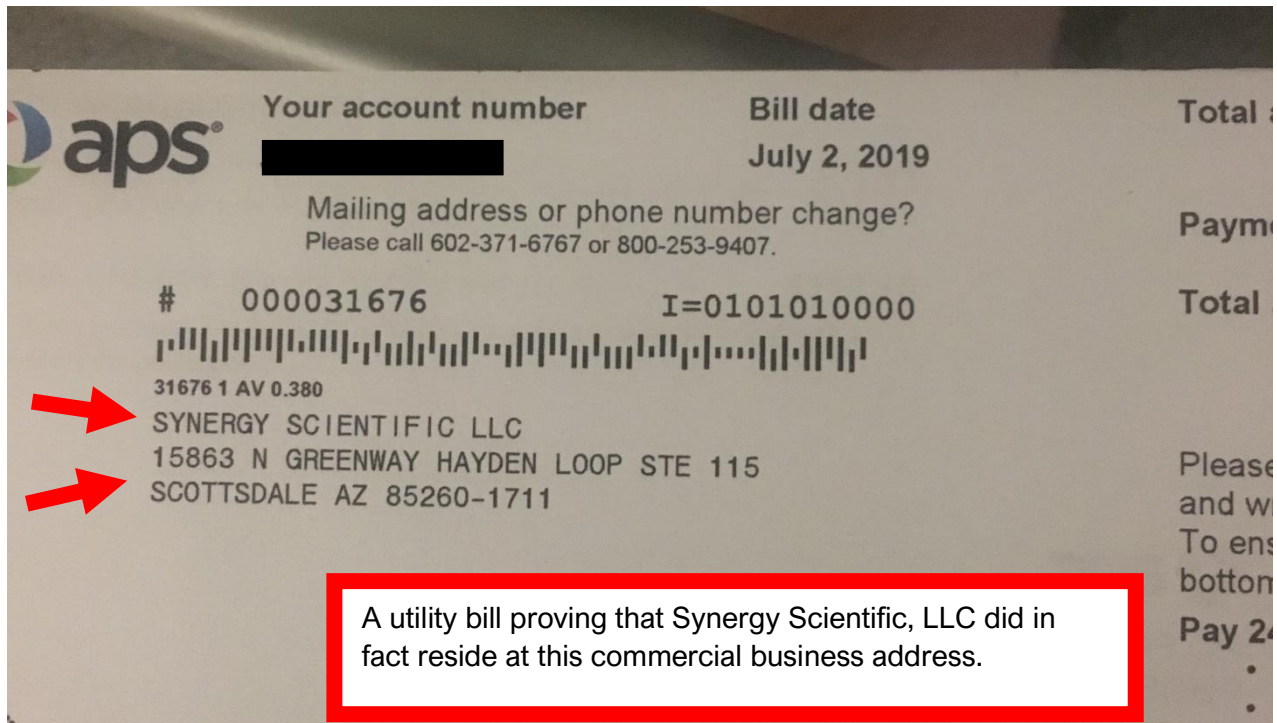 aps®
Your account number
Bill date
July 2, 2019
Total
Mailing address or phone number change?
Please call 602-371-6767 or 800-253-9407.
Payme
# 000031676 I=0101010000
Total
31676 1 AV 0.380
SYNERGY SCIENTIFIC LLC
15863 N GREENWAY HAYDEN LOOP STE 115
SCOTTSDALE AZ 85260-1711
Please
and w
To ens
bottom
Pay 24
A utility bill proving that Synergy Scientific, LLC did in
fact reside at this commercial business address.